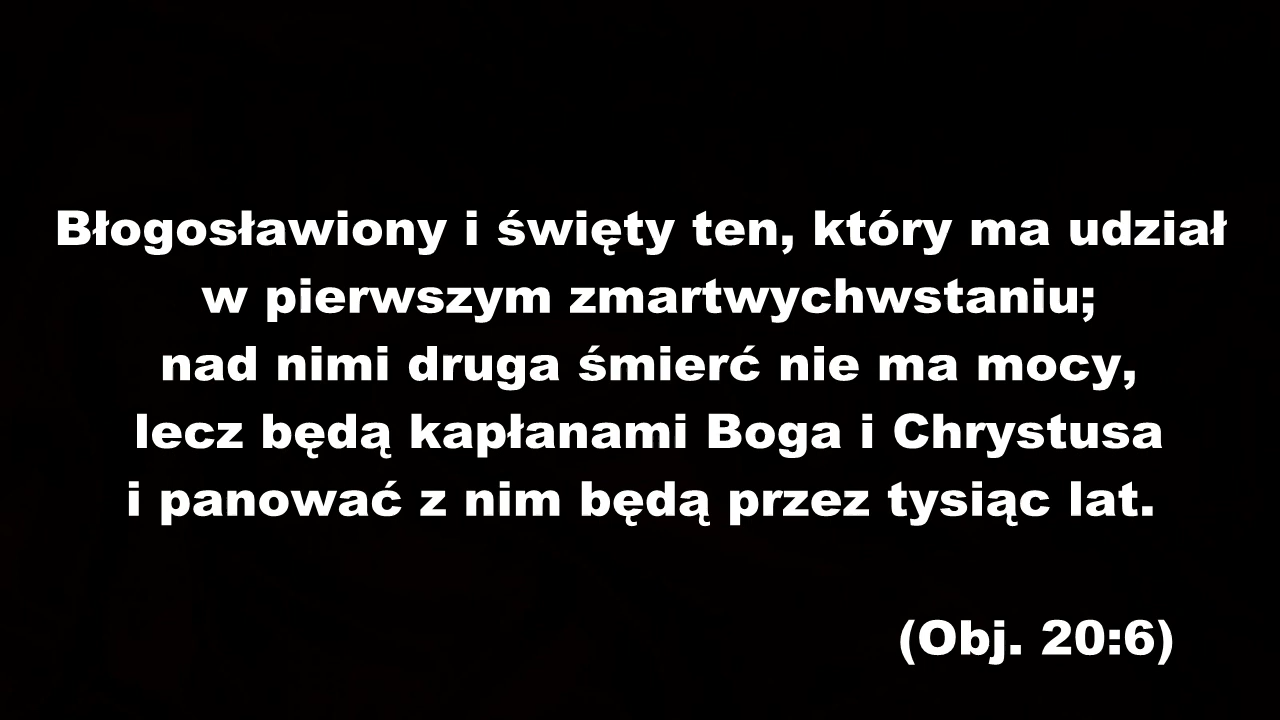 Błogosławiony i święty ten, który ma udział
w pierwszym zmartwychwstaniu;
nad nimi druga śmierć nie ma mocy,
lecz będą kapłanami Boga i Chrystusa
i panować z nim będą przez tysiąc lat.
(Obj. 20:6)